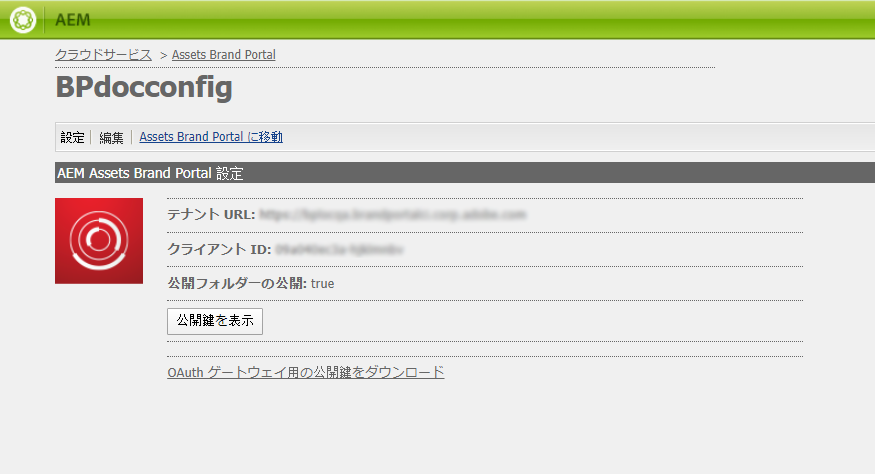 AEM
クラウドサービス > Assets Brand Portal
BPdocconfig
設定 | 編集 | Assets Brand Portal に移動
AEM Assets Brand Portal 設定
テナント URL:
クライアント ID:
公開フォルダーの公開: true
公開鍵を表示
OAuth ゲートウェイ用の公開鍵をダウンロード